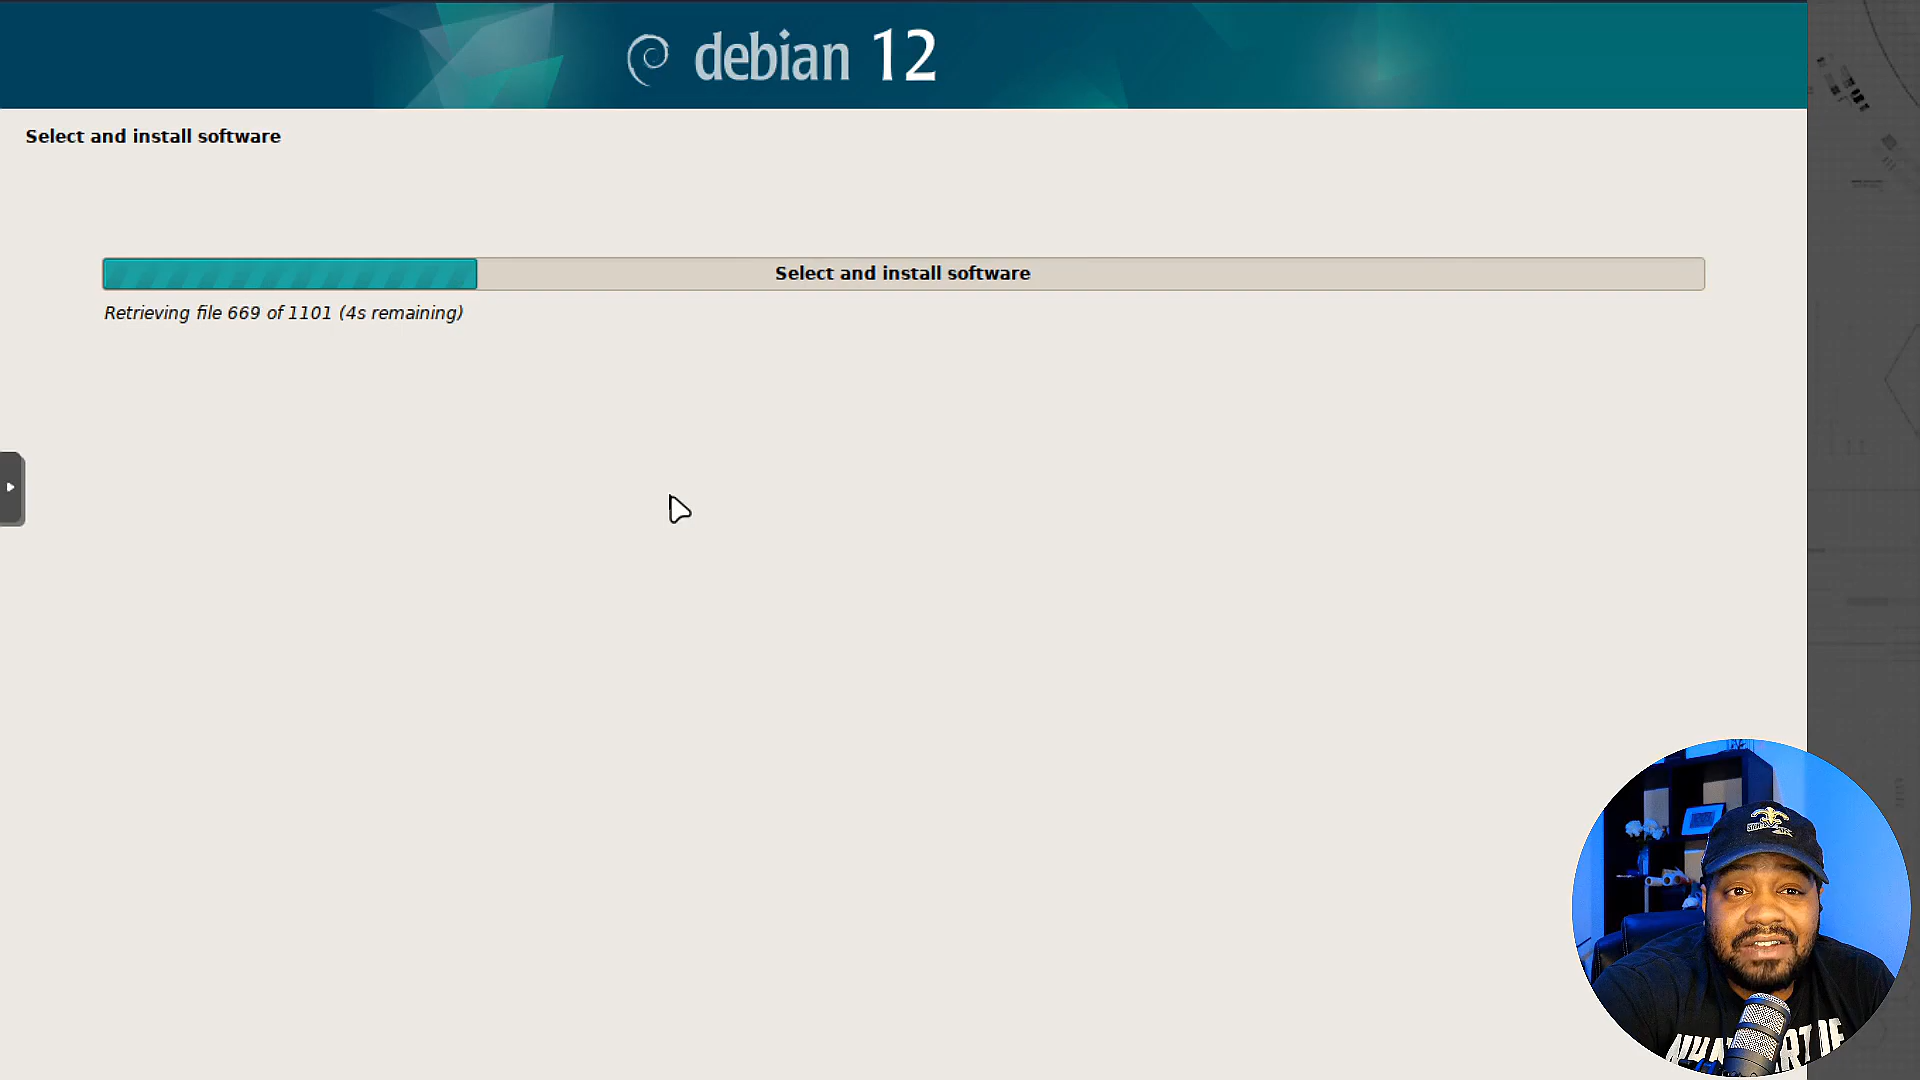 debian 12
Select and install software
Select and install software
Retrieving file 669 of 1101 (4s remaining)